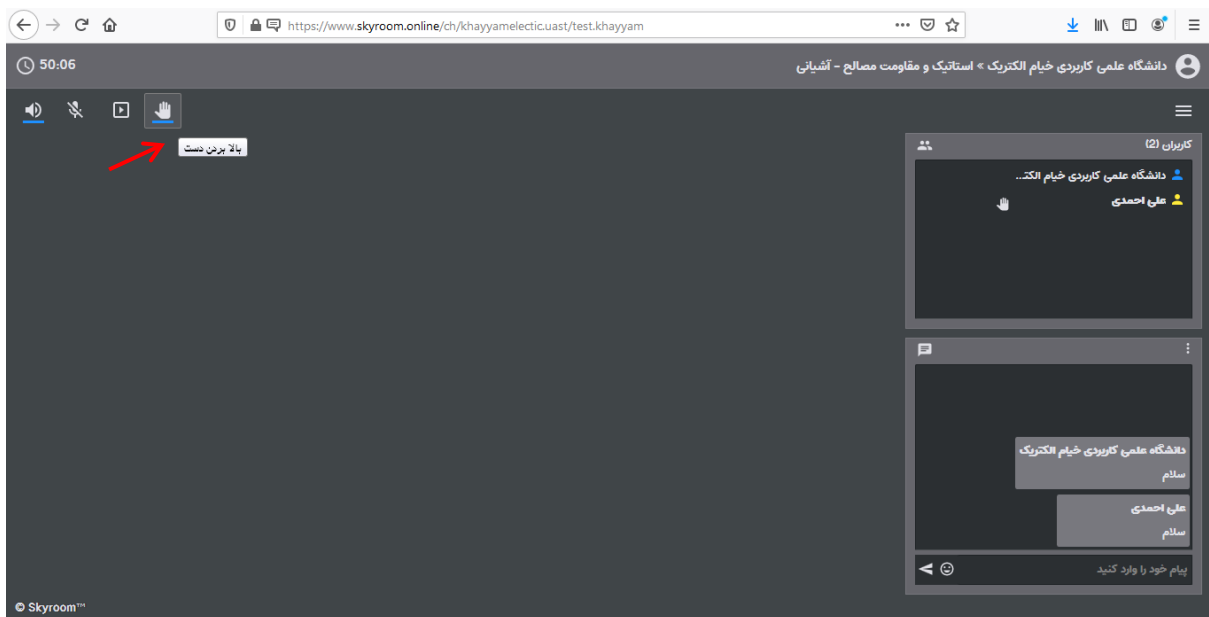 https://www.skyroom.online/ch/khayyamelectic.uast/test.khayyam
50:06
دانشگاه علمی کاربردی خیام الکتریک » استاتیک و مقاومت مصالح - آشیانی
بالا بردن دست
کاربران (2)
دانشگاه علمی کاربردی خیام الکتـ...
علی احمدی
دانشگاه علمی کاربردی خیام الکتریک
سلام
علی احمدی
سلام
پیام خود را وارد کنید
© Skyroom™